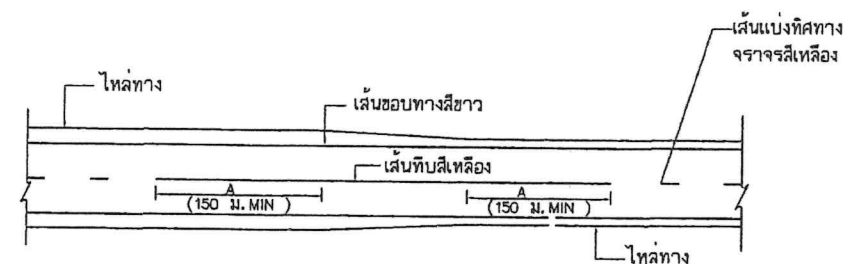 เส้นแบ่งทิศทาง
จราจรสีเหลือง
ไหล่ทาง
เส้นขอบทางสีขาว
เส้นทึบสีเหลือง
A
(150 ม. MIN )
A
(150 ม. MIN )
ไหล่ทาง